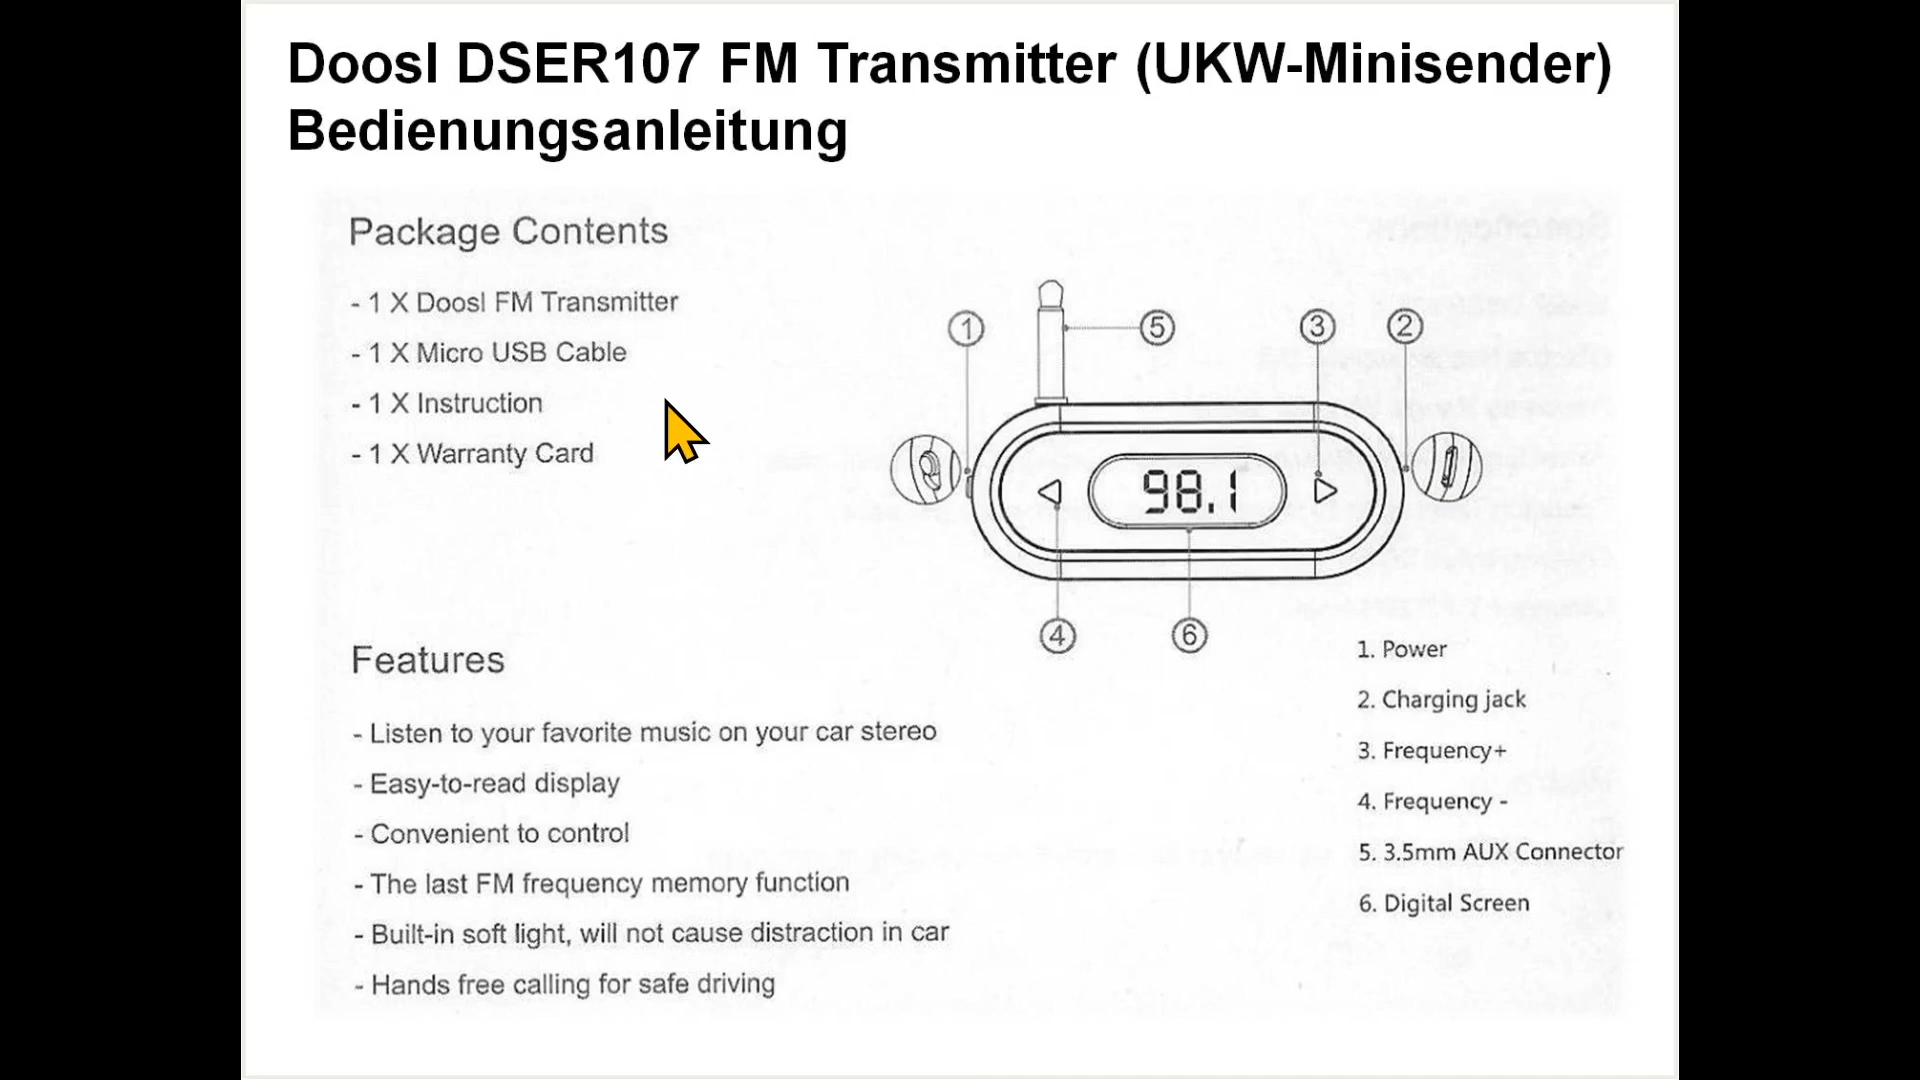 Doosl DSER107 FM Transmitter (UKW-Minisender)
Bedienungsanleitung
Package Contents
- 1 X Doosl FM Transmitter
- 1 X Micro USB Cable
- 1 X Instruction
- 1 X Warranty Card
1
5
3
2
98.1
4
6
Features
- Listen to your favorite music on your car stereo
- Easy-to-read display
- Convenient to control
- The last FM frequency memory function
- Built-in soft light, will not cause distraction in car
- Hands free calling for safe driving
1. Power
2. Charging jack
3. Frequency+
4. Frequency -
5. 3.5mm AUX Connector
6. Digital Screen